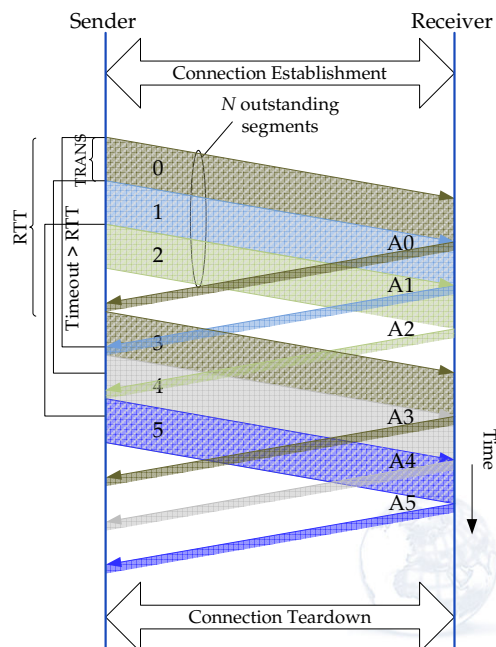 Sender
Receiver
Connection Establishment
N outstanding
segments
TRANS
RTT
Timeout > RTT
0
1
2
A0
A1
A2
3
4
5
A3
A4
A5
Time
Connection Teardown